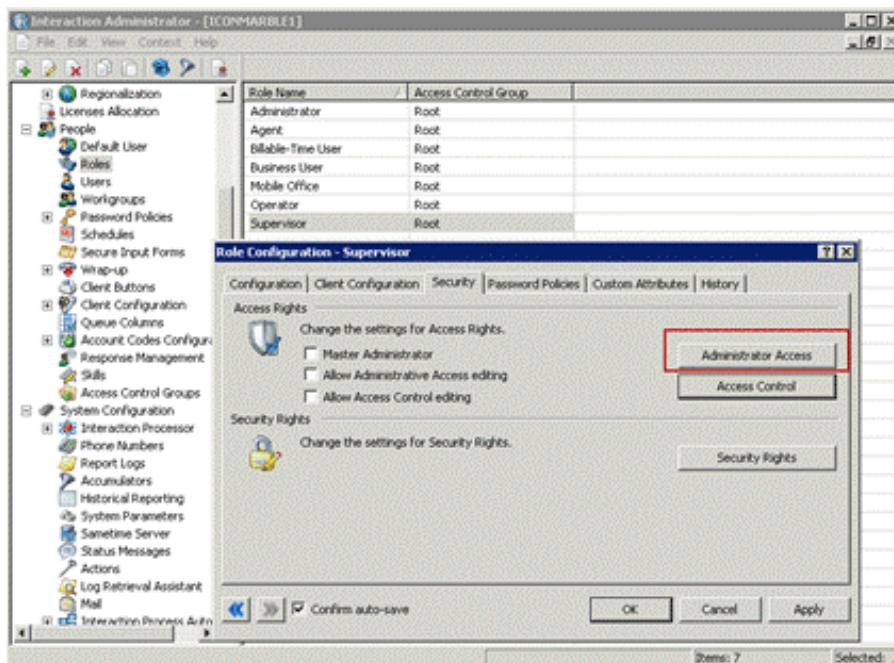 Interaction Administrator - [ICONMARBLE1]
File Edit View Context Help
Regionalization
Licenses Allocation
People
Default User
Roles
Users
Workgroups
Password Policies
Schedules
Secure Input Forms
Wrap-up
Client Buttons
Client Configuration
Queue Columns
Account Codes Configura
Response Management
Skills
Access Control Groups
System Configuration
Interaction Processor
Phone Numbers
Report Logs
Accumulators
Historical Reporting
System Parameters
Sametime Server
Status Messages
Actions
Log Retrieval Assistant
Mail
Interaction Process Auto
Role Name Access Control Group
Administrator Root
Agent Root
Billable-Time User Root
Business User Root
Mobile Office Root
Operator Root
Supervisor Root
Role Configuration - Supervisor
Configuration Client Configuration Security Password Policies Custom Attributes History
Access Rights
Change the settings for Access Rights.
Master Administrator
Allow Administrative Access editing
Allow Access Control editing
Administrator Access
Access Control
Security Rights
Change the settings for Security Rights.
Security Rights
Confirm auto-save
OK Cancel Apply
Items: 7 Selected: